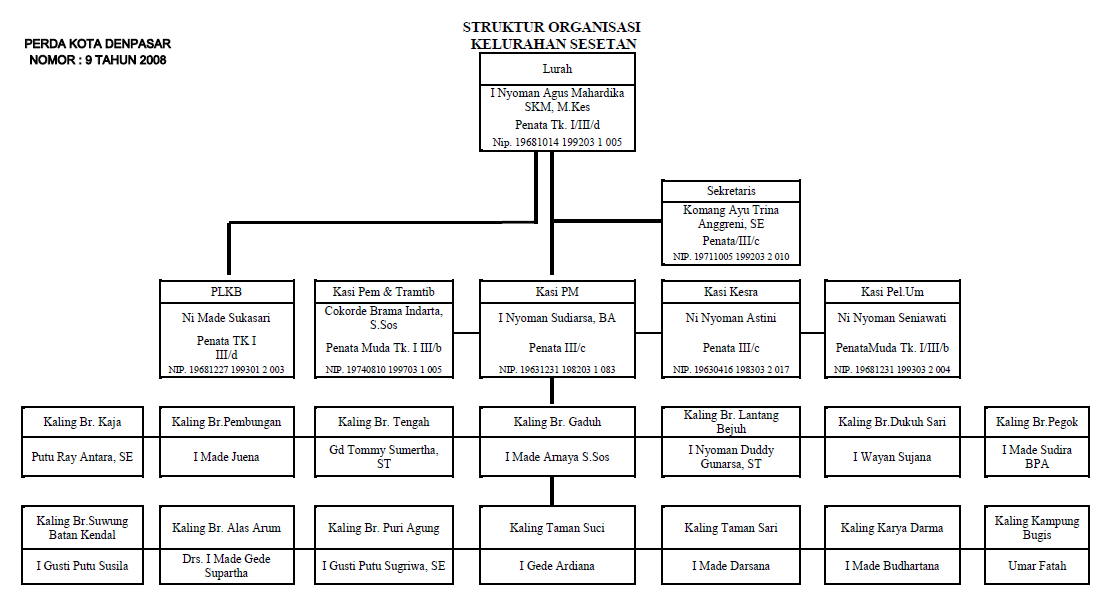 STRUKTUR ORGANISASI
KELURAHAN SESETAN
PERDA KOTA DENPASAR
NOMOR : 9 TAHUN 2008
Lurah
I Nyoman Agus Mahardika
SKM, M.Kes
Penata Tk. I/III/d
Nip. 19681014 199203 1 005
Sekretaris
Komang Ayu Trina
Anggreni, SE
Penata/III/c
NIP. 19711005 199203 2 010
PLKB
Ni Made Sukasari
Penata TK I
III/d
NIP. 19681227 199301 2 003
Kasi Pem & Tramtib
Cokorde Brama Indarta,
S.Sos
Penata Muda Tk. I III/b
NIP. 19740810 199703 1 005
Kasi PM
I Nyoman Sudiarsa, BA
Penata III/c
NIP. 19631231 198203 1 083
Kasi Kesra
Ni Nyoman Astini
Penata III/c
NIP. 19630416 198303 2 017
Kasi Pel.Um
Ni Nyoman Seniawati
PenataMuda Tk. I/III/b
NIP. 19681231 199303 2 004
Kaling Br. Kaja
Putu Ray Antara, SE
Kaling Br.Pembungan
I Made Juena
Kaling Br. Tengah
Gd Tommy Sumertha,
ST
Kaling Br. Gaduh
I Made Arnaya S.Sos
Kaling Br. Lantang
Bejuh
I Nyoman Duddy
Gunarsa, ST
Kaling Br.Dukuh Sari
I Wayan Sujana
Kaling Br.Pegok
I Made Sudira
BPA
Kaling Br.Suwung
Batan Kendal
I Gusti Putu Susila
Kaling Br. Alas Arum
Drs. I Made Gede
Supartha
Kaling Br. Puri Agung
I Gusti Putu Sugriwa, SE
Kaling Taman Suci
I Gede Ardiana
Kaling Taman Sari
I Made Darsana
Kaling Karya Darma
I Made Budhartana
Kaling Kampung
Bugis
Umar Fatah